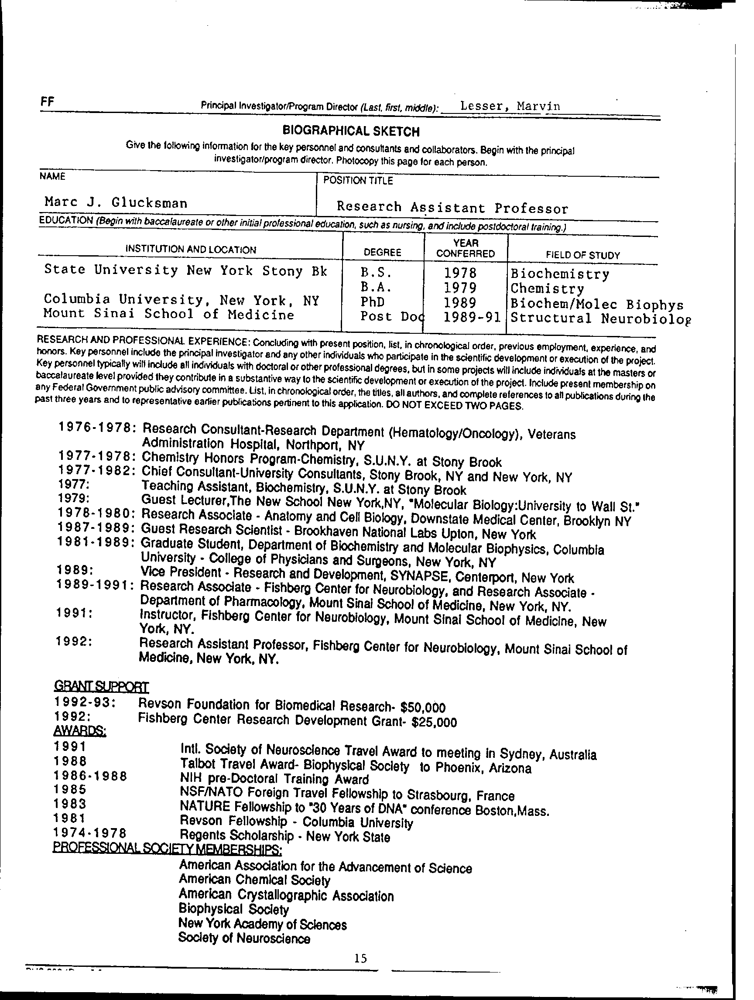 FF
Principal Investigator/Program Director (Last, first, middle): Lesser, Marvin
BIOGRAPHICAL SKETCH
Give the following information for the key personnel and consultants and collaborators. Begin with the principal
investigator/program director. Photocopy this page for each person.
NAME
POSITION TITLE
Marc J. Glucksman
Research Assistant Professor
EDUCATION (Begin with baccalaureate or other initial professional education, such as nursing, and include postdoctoral training.)
INSTITUTION AND LOCATION DEGREE YEAR CONFERRED FIELD OF STUDY
State University New York Stony Bk B.S. 1978 Biochemistry
B.A. 1979 Chemistry
Columbia University, New York, NY PhD 1989 Biochem/Molec Biophys
Mount Sinai School of Medicine Post Doc 1989-91 Structural Neurobiolog
RESEARCH AND PROFESSIONAL EXPERIENCE: Concluding with present position, list, in chronological order, previous employment, experience, and
honors. Key personnel include the principal investigator and any other individuals who participate in the scientific development or execution of the project.
Key personnel typically will include all individuals with doctoral or other professional degrees, but in some projects will include individuals at the masters or
baccalaureate level provided they contribute in a substantive way to the scientific development or execution of the project. Include present membership on
any Federal Government public advisory committee. List, in chronological order, the titles, all authors, and complete references to all publications during the
past three years and to representative earlier publications pertinent to this application. DO NOT EXCEED TWO PAGES.
1976-1978: Research Consultant-Research Department (Hematology/Oncology), Veterans
Administration Hospital, Northport, NY
1977-1978: Chemistry Honors Program-Chemistry, S.U.N.Y. at Stony Brook
1977-1982: Chief Consultant-University Consultants, Stony Brook, NY and New York, NY
1977: Teaching Assistant, Biochemistry, S.U.N.Y. at Stony Brook
1979: Guest Lecturer,The New School New York,NY, "Molecular Biology:University to Wall St."
1978-1980: Research Associate - Anatomy and Cell Biology, Downstate Medical Center, Brooklyn NY
1987-1989: Guest Research Scientist - Brookhaven National Labs Upton, New York
1981-1989: Graduate Student, Department of Biochemistry and Molecular Biophysics, Columbia
University - College of Physicians and Surgeons, New York, NY
1989: Vice President - Research and Development, SYNAPSE, Centerport, New York
1989-1991: Research Associate - Fishberg Center for Neurobiology, and Research Associate -
Department of Pharmacology, Mount Sinai School of Medicine, New York, NY.
1991: Instructor, Fishberg Center for Neurobiology, Mount Sinai School of Medicine, New
York, NY.
1992: Research Assistant Professor, Fishberg Center for Neurobiology, Mount Sinai School of
Medicine, New York, NY.
GRANT SUPPORT
1992-93: Revson Foundation for Biomedical Research- $50,000
1992: Fishberg Center Research Development Grant- $25,000
AWARDS:
1991 Intl. Society of Neuroscience Travel Award to meeting in Sydney, Australia
1988 Talbot Travel Award- Biophysical Society to Phoenix, Arizona
1986-1988 NIH pre-Doctoral Training Award
1985 NSF/NATO Foreign Travel Fellowship to Strasbourg, France
1983 NATURE Fellowship to "30 Years of DNA" conference Boston,Mass.
1981 Revson Fellowship - Columbia University
1974-1978 Regents Scholarship - New York State
PROFESSIONAL SOCIETY MEMBERSHIPS:
American Association for the Advancement of Science
American Chemical Society
American Crystallographic Association
Biophysical Society
New York Academy of Sciences
Society of Neuroscience
15